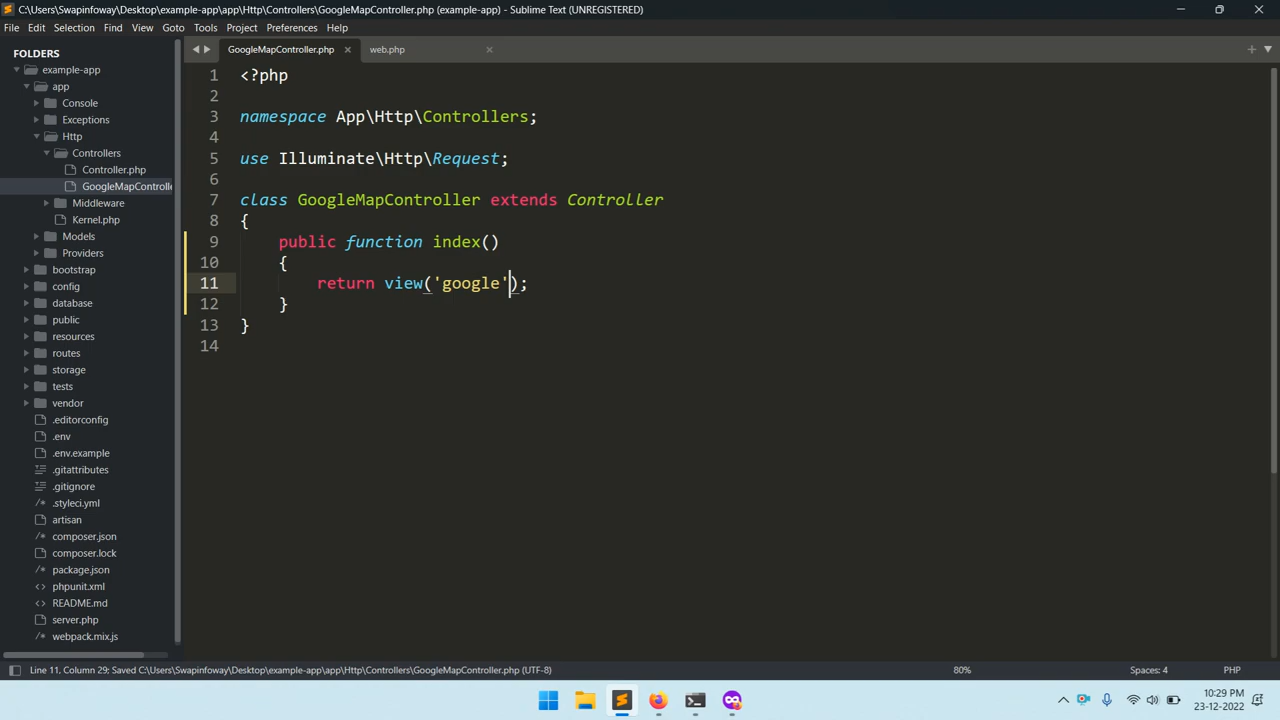 C:\Users\Swapinfoway\Desktop\example-app\app\Http\Controllers\GoogleMapController.php (example-app) - Sublime Text (UNREGISTERED)
File Edit Selection Find View Goto Tools Project Preferences Help
FOLDERS
example-app
app
Console
Exceptions
Http
Controllers
Controller.php
GoogleMapControlle
Middleware
Kernel.php
Models
Providers
bootstrap
config
database
public
resources
routes
storage
tests
vendor
.editorconfig
.env
.env.example
.gitattributes
.gitignore
.styleci.yml
artisan
composer.json
composer.lock
package.json
phpunit.xml
README.md
server.php
webpack.mix.js
GoogleMapController.php web.php
1 <?php
2
3 namespace App\Http\Controllers;
4
5 use Illuminate\Http\Request;
6
7 class GoogleMapController extends Controller
8 {
9 public function index()
10 {
11 return view('google');
12 }
13 }
14
Line 11, Column 29; Saved C:\Users\Swapinfoway\Desktop\example-app\app\Http\Controllers\GoogleMapController.php (UTF-8) 80% Spaces: 4 PHP
10:29 PM
23-12-2022